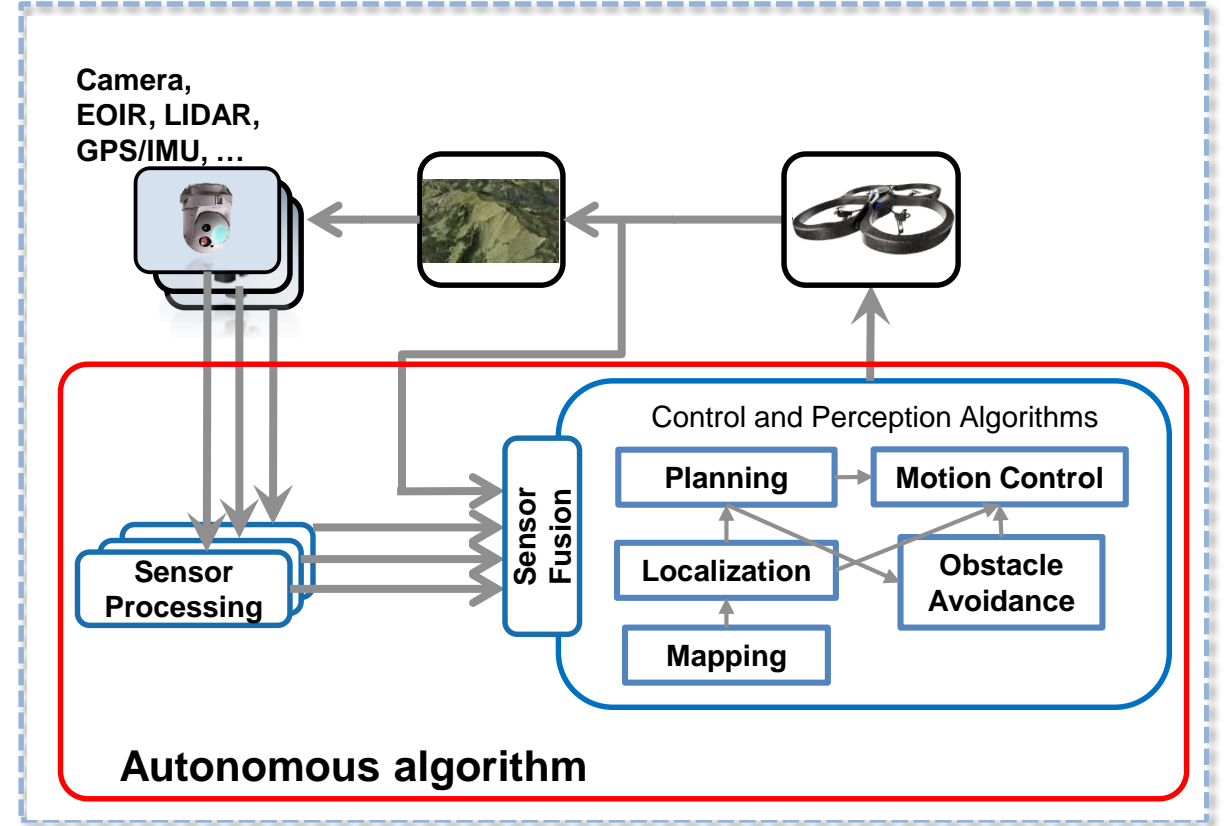 Camera,
EOIR, LIDAR,
GPS/IMU, …
Control and Perception Algorithms
Planning
Motion Control
Sensor
Fusion
Localization
Obstacle
Avoidance
Sensor
Processing
Mapping
Autonomous algorithm